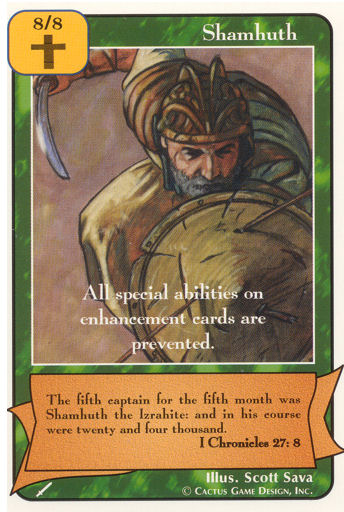 8/8
Shamhuth
All special abilities on
enhancement cards are
prevented.
The fifth captain for the fifth month was
Shamhuth the Izrahite: and in his course
were twenty and four thousand.
I Chronicles 27: 8
Illus. Scott Sava
© CACTUS GAME DESIGN, INC.